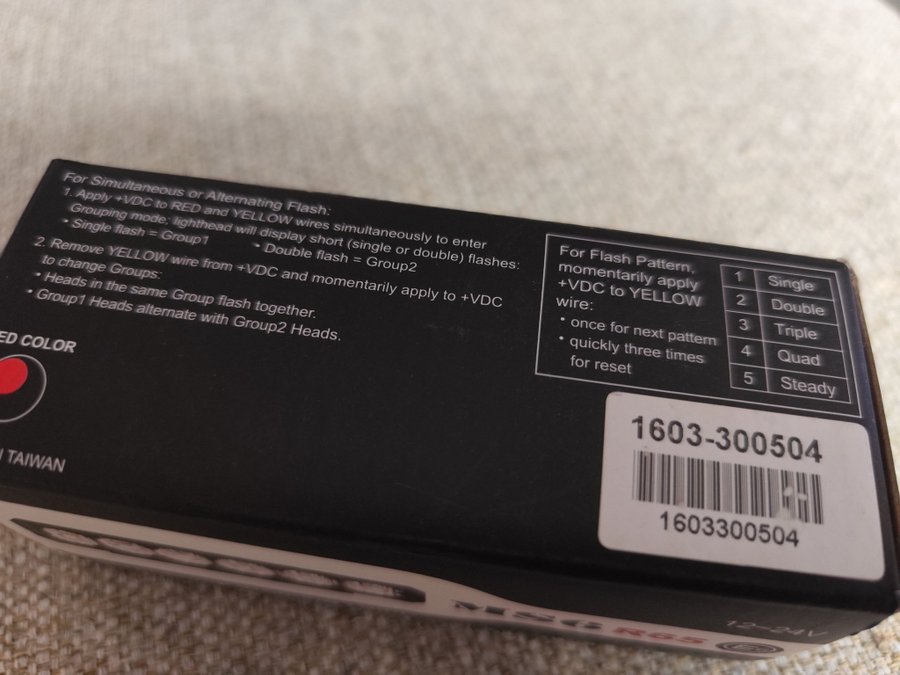 For Simultaneous or Alternating Flash:
1. Apply +VDC to RED and YELLOW wires simultaneously to enter
Grouping mode; lighthead will display short (single or double) flashes:
• Single flash = Group1 • Double flash = Group2
2. Remove YELLOW wire from +VDC and momentarily apply to +VDC
to change Groups:
• Heads in the same Group flash together.
• Group1 Heads alternate with Group2 Heads.
For Flash Pattern,
momentarily apply
+VDC to YELLOW
wire:
• once for next pattern
• quickly three times
for reset
1 Single
2 Double
3 Triple
4 Quad
5 Steady
ED COLOR
TAIWAN
1603-300504
1603300504
MS6 R65
12~24V